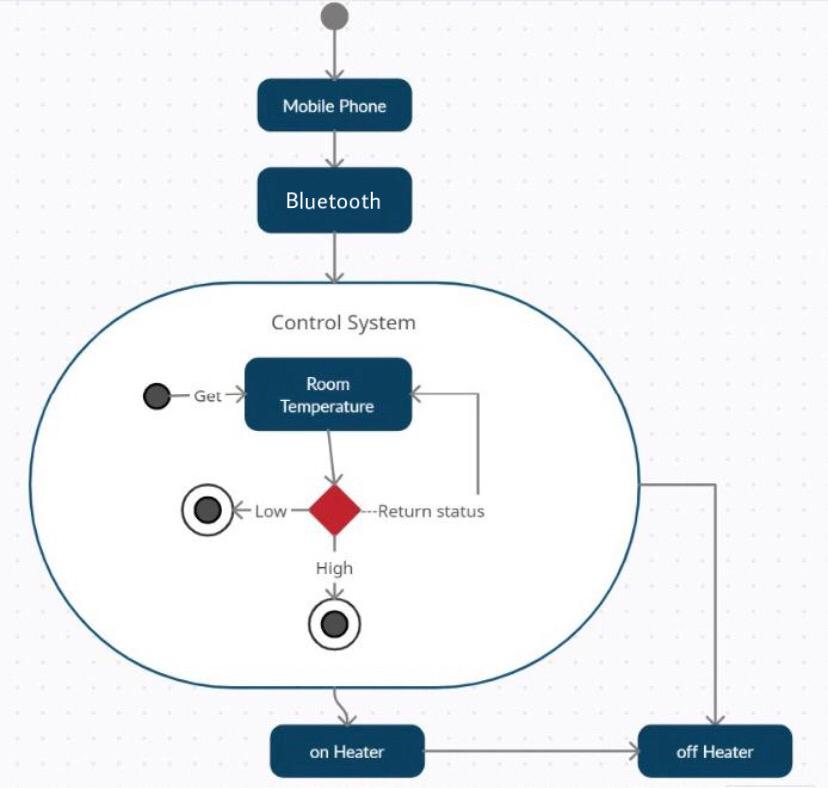 Mobile Phone
Bluetooth
Control System
Get
Room
Temperature
Low
---Return status
High
on Heater
off Heater